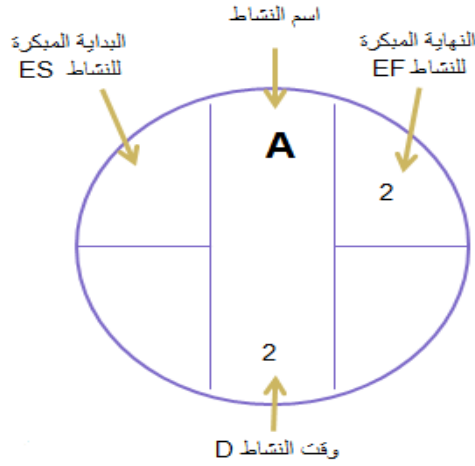 اسم النشاط
البداية المبكرة
للنشاط ES
النهاية المبكرة
للنشاط EF
A
2
2
وقت النشاط D